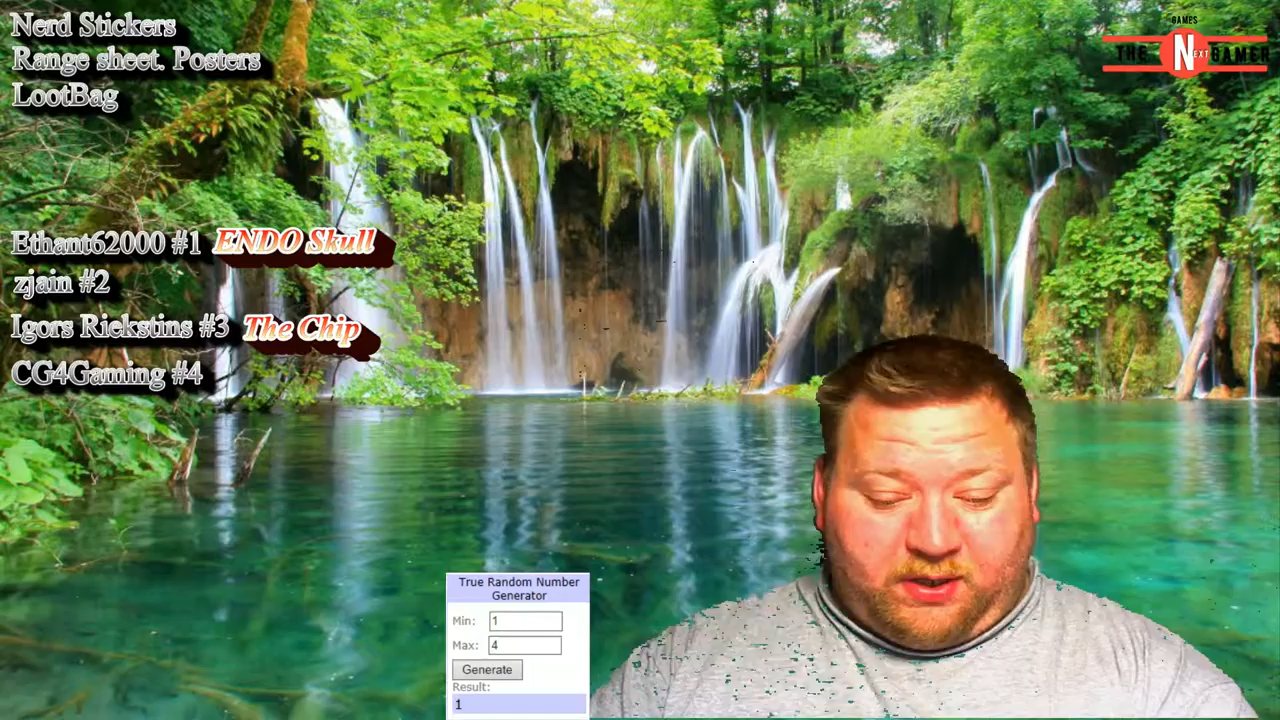 Nerd Stickers
Range sheet. Posters
LootBag
GAMES
THE NEXT GAMER
Ethant62000 #1 ENDO Skull
zjain #2
Igors Rickstins #3 The Chip
CG4Gaming #4
True Random Number
Generator
Min: 1
Max: 4
Generate
Result:
1